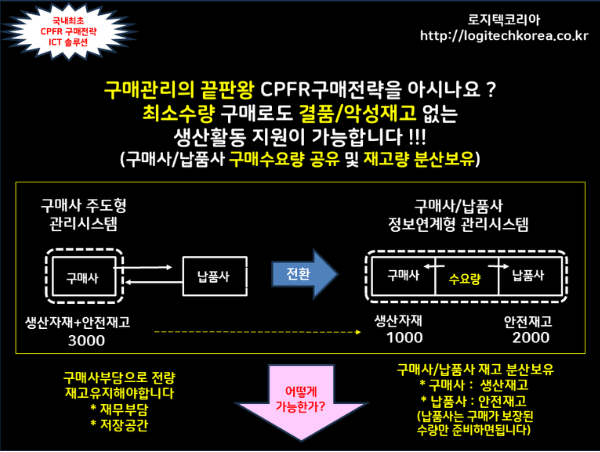 국내최초
CPFR 구매전략
ICT 솔루션
로지텍코리아
http://logitechkorea.co.kr
구매관리의 끝판왕 CPFR구매전략을 아시나요 ?
최소수량 구매로도 결품/악성재고 없는
생산활동 지원이 가능합니다 !!!
(구매사/납품사 구매수요량 공유 및 재고량 분산보유)
구매사 주도형
관리시스템
구매사
납품사
생산자재+안전재고
3000
전환
구매사/납품사
정보연계형 관리시스템
구매사
수요량
납품사
생산자재
1000
안전재고
2000
구매사부담으로 전량
재고유지해야합니다
* 재무부담
* 저장공간
어떻게
가능한가?
구매사/납품사 재고 분산보유
* 구매사 : 생산재고
* 납품사 : 안전재고
(납품사는 구매가 보장된
수량만 준비하면됩니다)